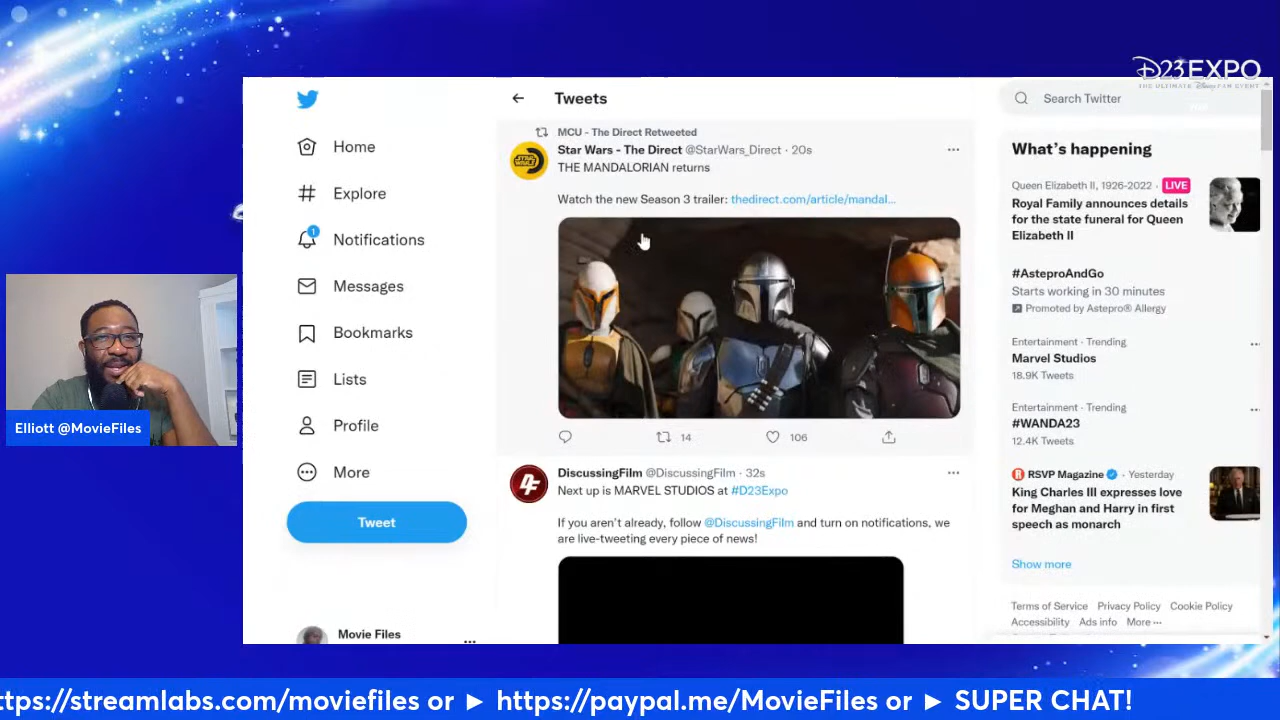 D23 EXPO
THE ULTIMATE Disney FAN EVENT
Tweets
Search Twitter
Home
Explore
1
Notifications
Messages
Bookmarks
Lists
Profile
More
Tweet
Movie Files
MCU - The Direct Retweeted
Star Wars - The Direct @StarWars_Direct · 20s
THE MANDALORIAN returns
Watch the new Season 3 trailer: thedirect.com/article/mandal...
14
106
DiscussingFilm @DiscussingFilm · 32s
Next up is MARVEL STUDIOS at #D23Expo
If you aren't already, follow @DiscussingFilm and turn on notifications, we
are live-tweeting every piece of news!
What's happening
Queen Elizabeth II, 1926-2022 · LIVE
Royal Family announces details
for the state funeral for Queen
Elizabeth II
#AsteproAndGo
Starts working in 30 minutes
Promoted by Astepro® Allergy
Entertainment · Trending
Marvel Studios
18.9K Tweets
Entertainment · Trending
#WANDA23
12.4K Tweets
RSVP Magazine · Yesterday
King Charles III expresses love
for Meghan and Harry in first
speech as monarch
Show more
Terms of Service Privacy Policy Cookie Policy
Accessibility Ads info More ···
Elliott @MovieFiles
ttps://streamlabs.com/moviefiles or ► https://paypal.me/MovieFiles or ► SUPER CHAT!